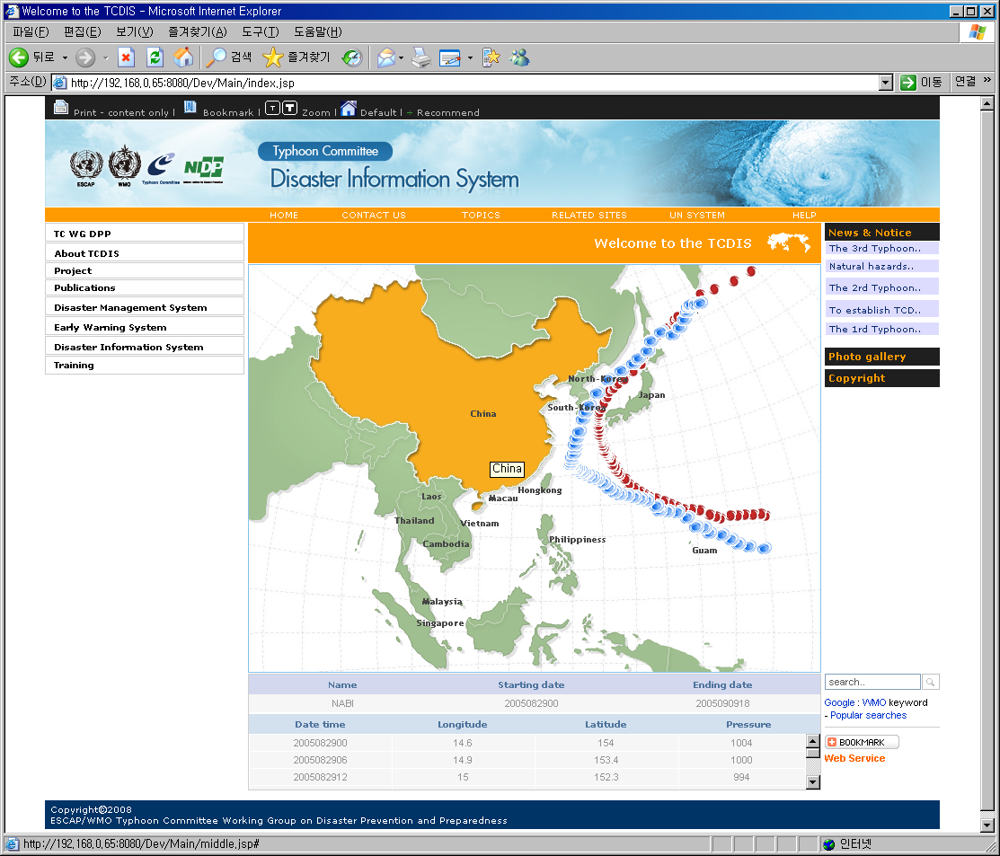 Welcome to the TCDIS - Microsoft Internet Explorer
파일(F) 편집(E) 보기(V) 즐겨찾기(A) 도구(T) 도움말(H)
뒤로 검색 즐겨찾기
주소(D) http://192.168.0.65:8080/Dev/Main/index.jsp 이동 연결 »
Print - content only | Bookmark | T T Zoom | Default | ÷ Recommend
ESCAP WMO Typhoon Committee NIDP
Typhoon Committee
Disaster Information System
HOME CONTACT US TOPICS RELATED SITES UN SYSTEM HELP
TC WG DPP
About TCDIS
Project
Publications
Disaster Management System
Early Warning System
Disaster Information System
Training
Welcome to the TCDIS
North-Korea
Japan
South-Korea
China
China
Hongkong
Macau
Laos
Thailand
Vietnam
Philippiness
Cambodia
Guam
Malaysia
Singapore
News & Notice
The 3rd Typhoon..
Natural hazards..
The 2rd Typhoon..
To establish TCD..
The 1rd Typhoon..
Photo gallery
Copyright
Name Starting date Ending date
NABI 2005082900 2005090918
Date time Longitude Latitude Pressure
2005082900 14.6 154 1004
2005082906 14.9 153.4 1000
2005082912 15 152.3 994
search..
Google : WMO keyword
- Popular searches
BOOKMARK
Web Service
Copyright©2008
ESCAP/WMO Typhoon Committee Working Group on Disaster Prevention and Preparedness
http://192.168.0.65:8080/Dev/Main/middle.jsp# 인터넷